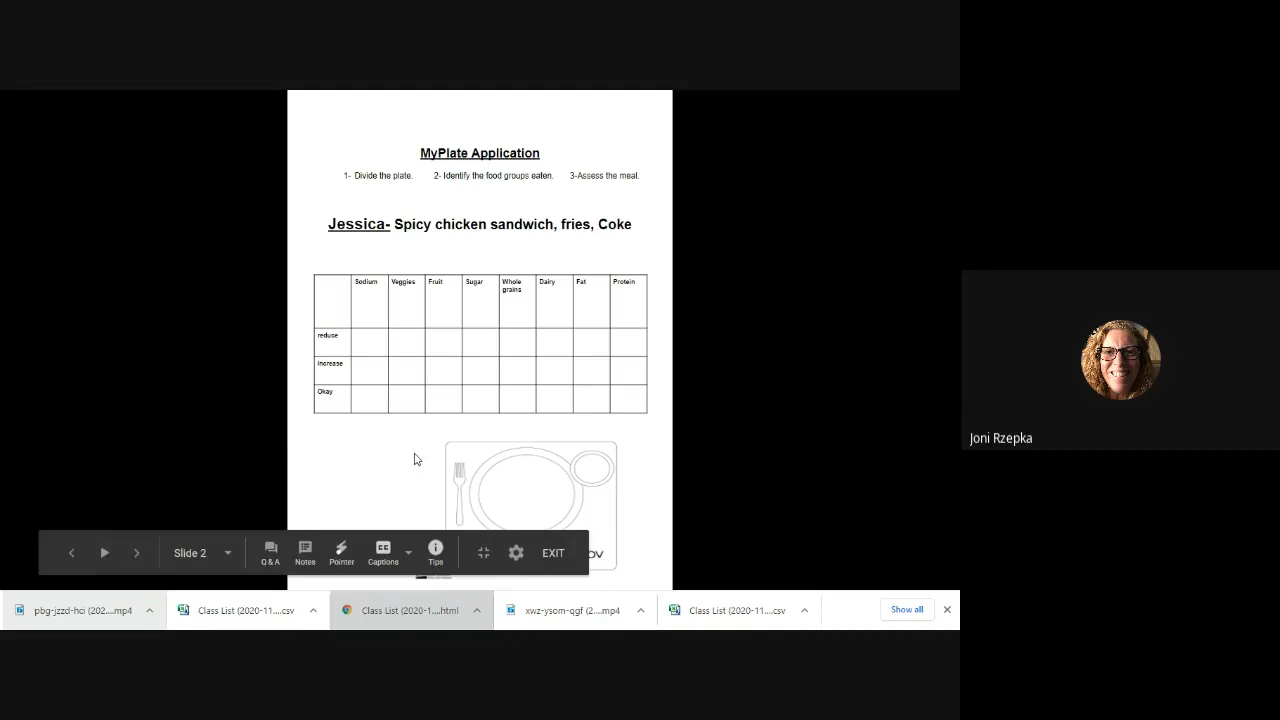 MyPlate Application
1- Divide the plate. 2- Identify the food groups eaten. 3-Assess the meal.
Jessica- Spicy chicken sandwich, fries, Coke
Sodium Veggies Fruit Sugar Whole grains Dairy Fat Protein
reduce
increase
Okay
Joni Rzepka
ov
Slide 2 Q & A Notes Pointer CC Captions Tips EXIT
pbg-jzzd-hci (202....mp4 Class List (2020-11....csv Class List (2020-1....html xwz-ysom-qgf (2....mp4 Class List (2020-11....csv Show all